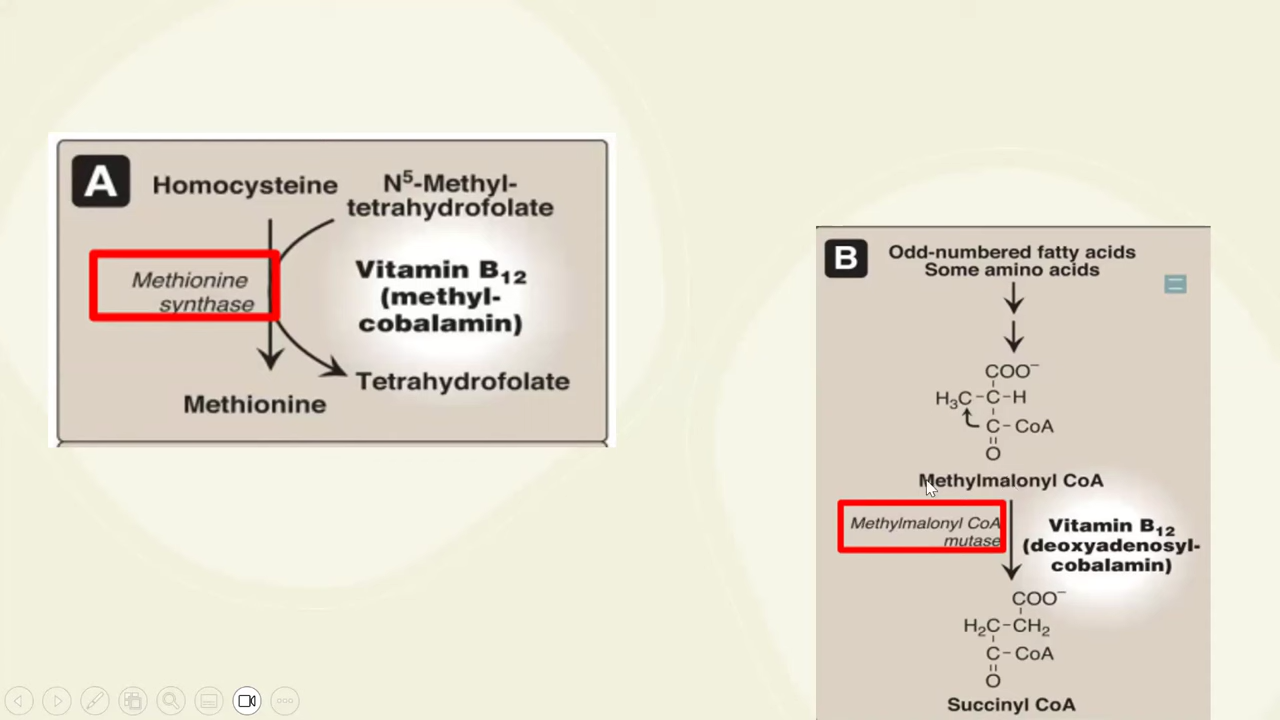 A
Homocysteine
N⁵-Methyl-
tetrahydrofolate
Methionine
synthase
Vitamin B₁₂
(methyl-
cobalamin)
Tetrahydrofolate
Methionine
B
Odd-numbered fatty acids
Some amino acids
COO⁻
H₃C-C-H
C-CoA
O
Methylmalonyl CoA
Methylmalonyl CoA
mutase
Vitamin B₁₂
(deoxyadenosyl-
cobalamin)
COO⁻
H₂C-CH₂
C-CoA
O
Succinyl CoA